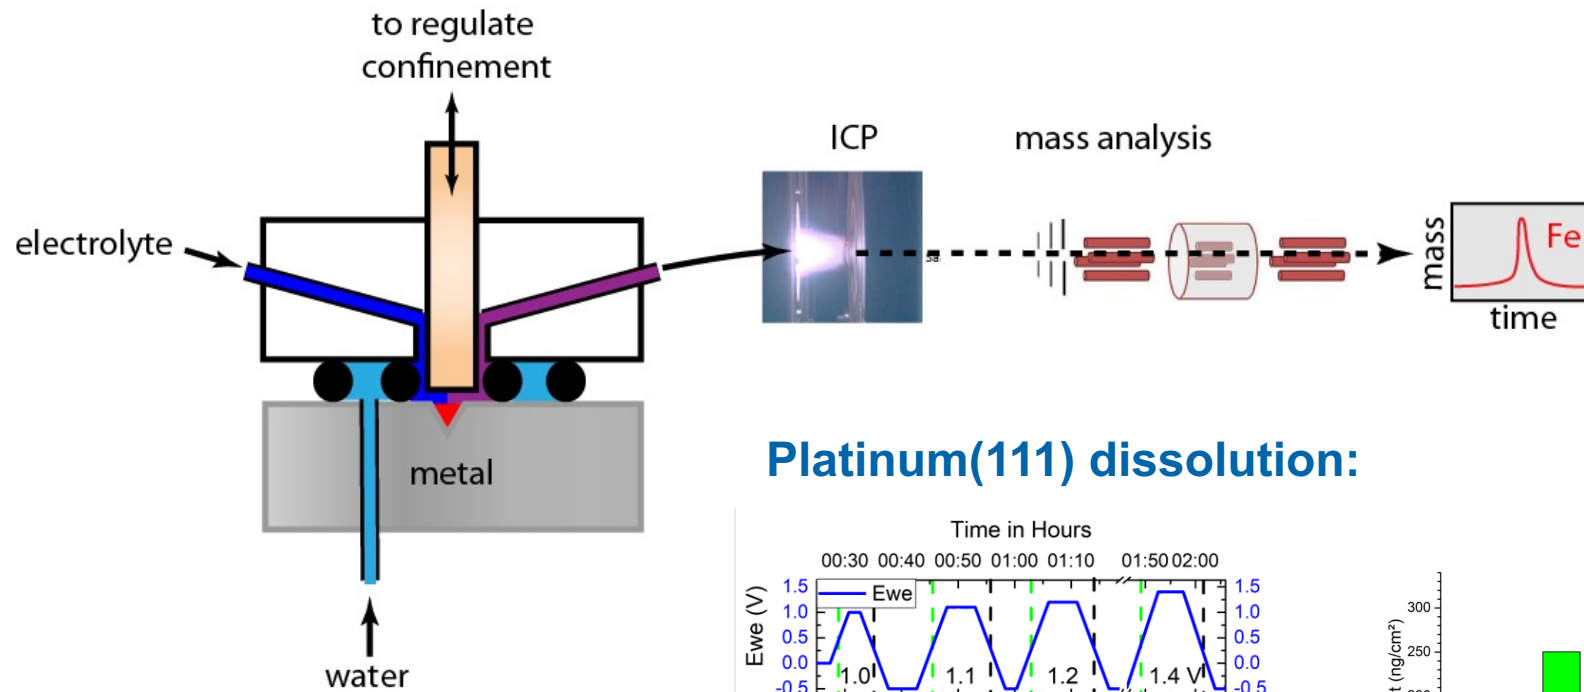 to regulate
confinement
ICP
mass analysis
electrolyte
mass
Fe
time
metal
water
Platinum(111) dissolution:
Time in Hours
00:30 00:40 00:50 01:00 01:10 01:50 02:00
Ewe (V)
Ewe
1.5
1.0
0.5
0.0
-0.5
1.0 1.1 1.2 1.4 V
1.5
1.0
0.5
0.0
-0.5
(ng/cm²)
300
250